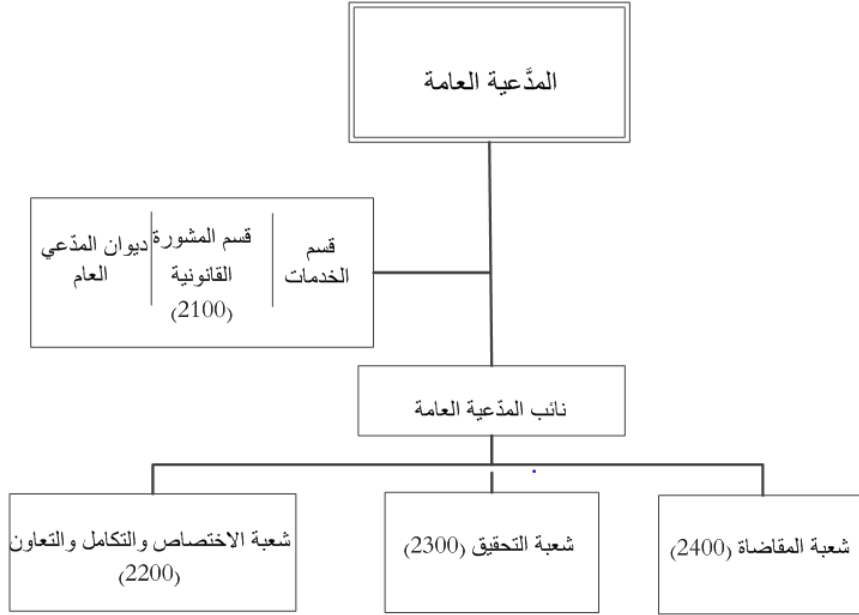 المدَّعية العامة
قسم
الخدمات
قسم المشورة
القانونية
(2100)
ديوان المدّعي
العام
نائب المدّعية العامة
شعبة المقاضاة (2400)
شعبة التحقيق (2300)
شعبة الاختصاص والتكامل والتعاون
(2200)